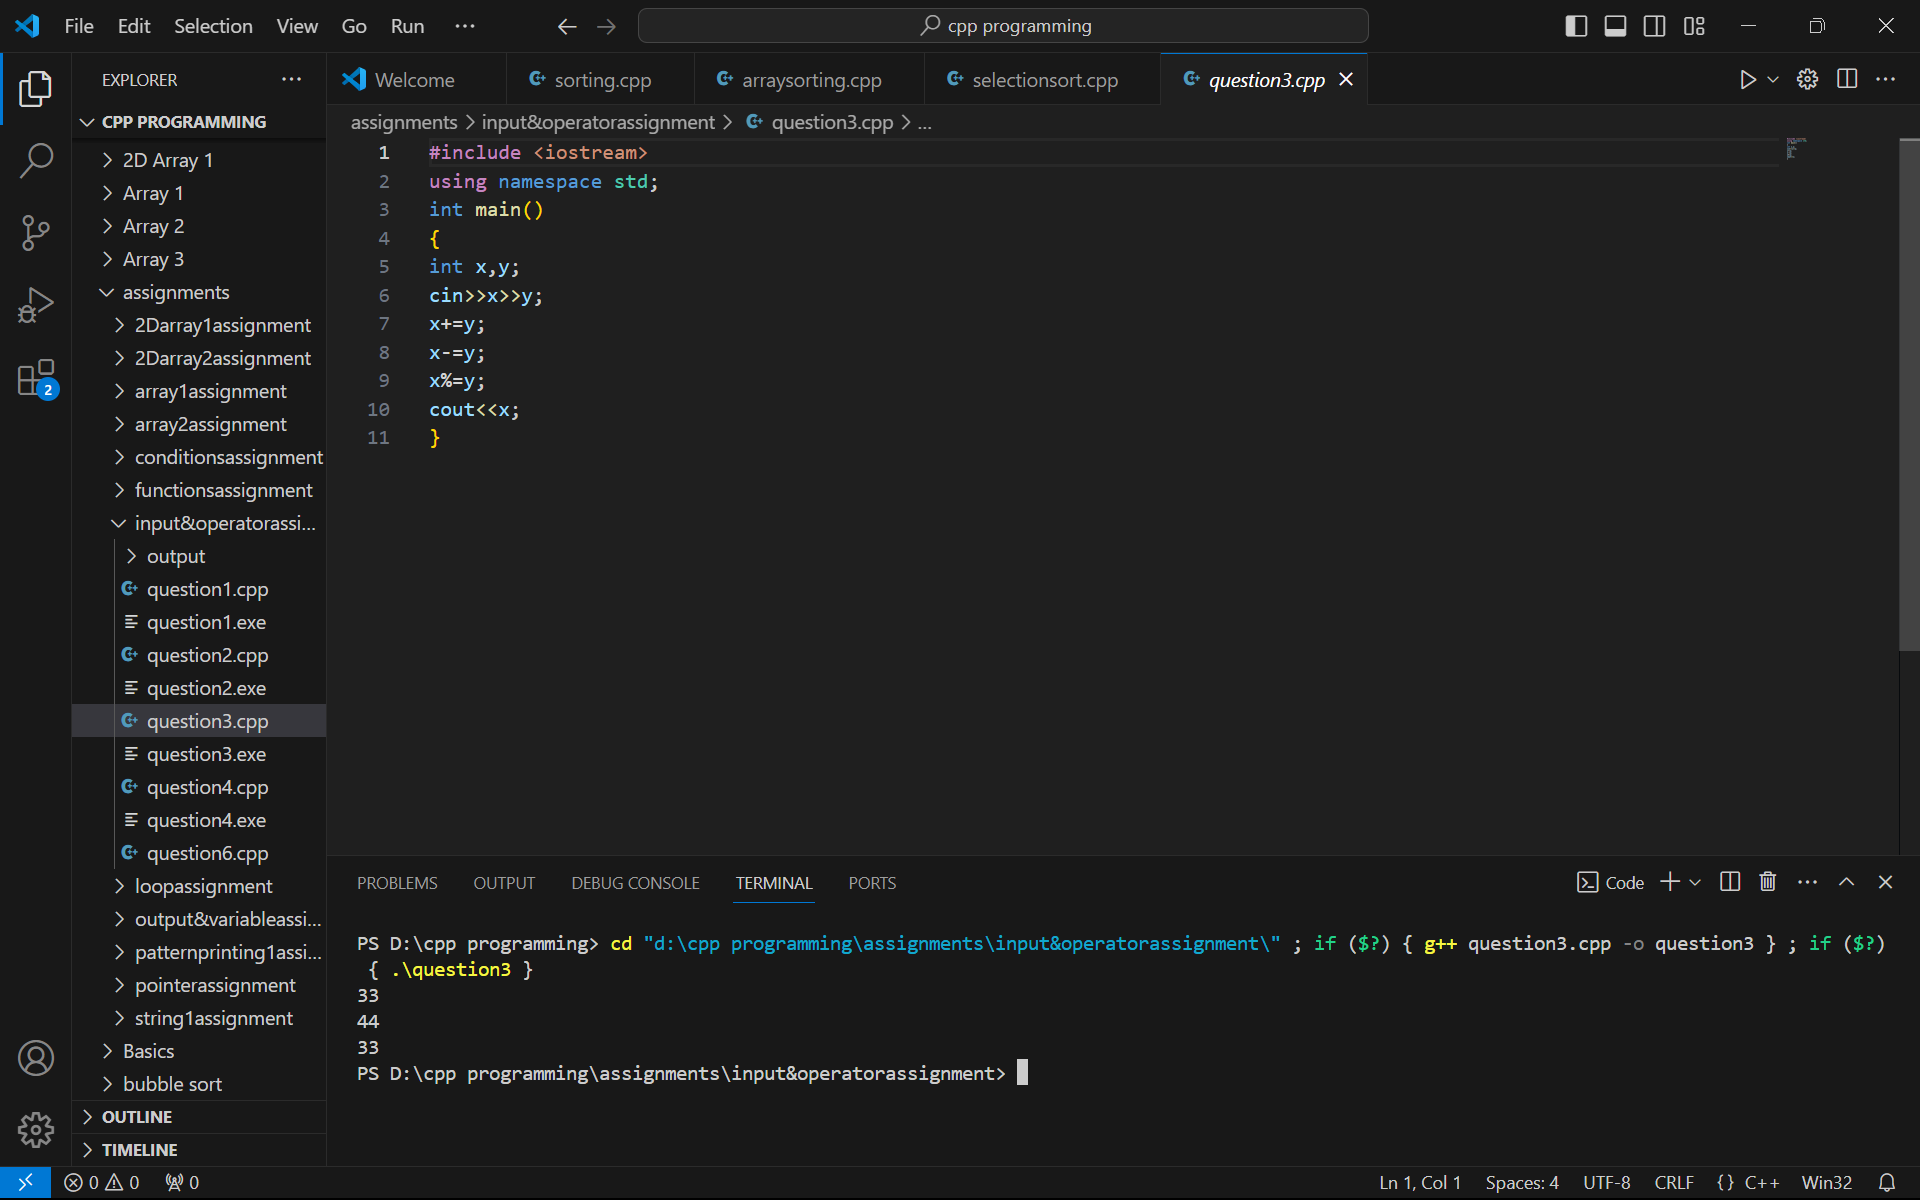 File Edit Selection View Go Run ···
cpp programming
EXPLORER ···
Welcome sorting.cpp arraysorting.cpp selectionsort.cpp question3.cpp
CPP PROGRAMMING
2D Array 1
Array 1
Array 2
Array 3
assignments
2Darray1assignment
2Darray2assignment
array1assignment
array2assignment
conditionsassignment
functionsassignment
input&operatorassi...
output
question1.cpp
question1.exe
question2.cpp
question2.exe
question3.cpp
question3.exe
question4.cpp
question4.exe
question6.cpp
loopassignment
output&variableassi...
patternprinting1assi...
pointerassignment
string1assignment
Basics
bubble sort
OUTLINE
TIMELINE
2
assignments > input&operatorassignment > question3.cpp > ...
1 #include <iostream>
2 using namespace std;
3 int main()
4 {
5 int x,y;
6 cin>>x>>y;
7 x+=y;
8 x-=y;
9 x%=y;
10 cout<<x;
11 }
PROBLEMS OUTPUT DEBUG CONSOLE TERMINAL PORTS
Code
PS D:\cpp programming> cd "d:\cpp programming\assignments\input&operatorassignment\" ; if ($?) { g++ question3.cpp -o question3 } ; if ($?)
{ .\question3 }
33
44
33
PS D:\cpp programming\assignments\input&operatorassignment>
0 0 0
Ln 1, Col 1 Spaces: 4 UTF-8 CRLF {} C++ Win32